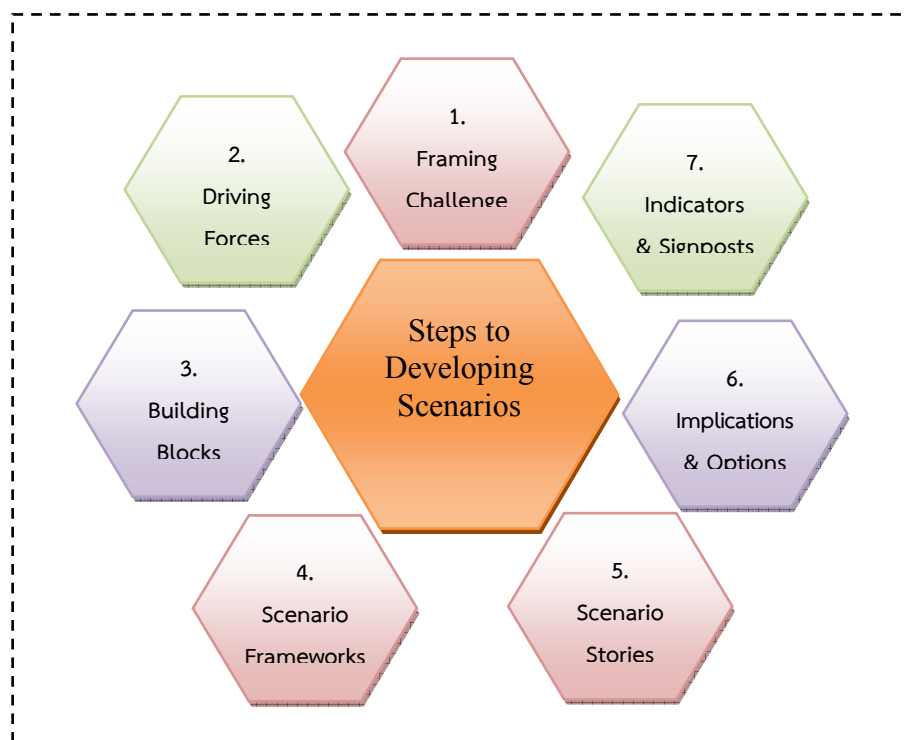 Steps to
Developing
Scenarios
1.
Framing
Challenge
2.
Driving
Forces
3.
Building
Blocks
4.
Scenario
Frameworks
5.
Scenario
Stories
6.
Implications
& Options
7.
Indicators
& Signposts